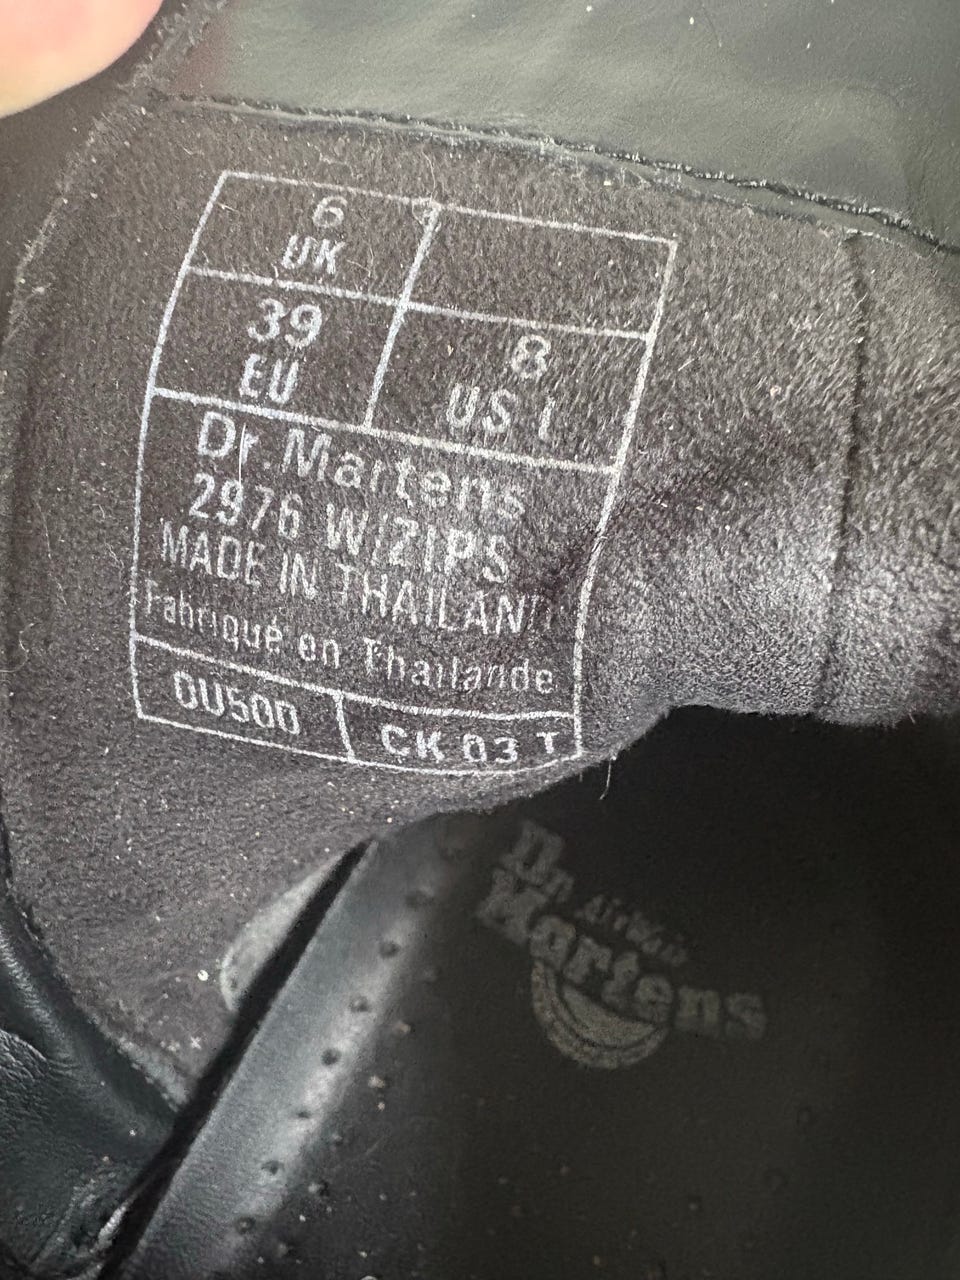 6
UK
39
EU
8
US L
Dr. Martens
2976 W/ZIPS
MADE IN THAILAND
Fabriqué en Thaïlande
0U50D
CK 03 T
Dr.
AirWair
Martens